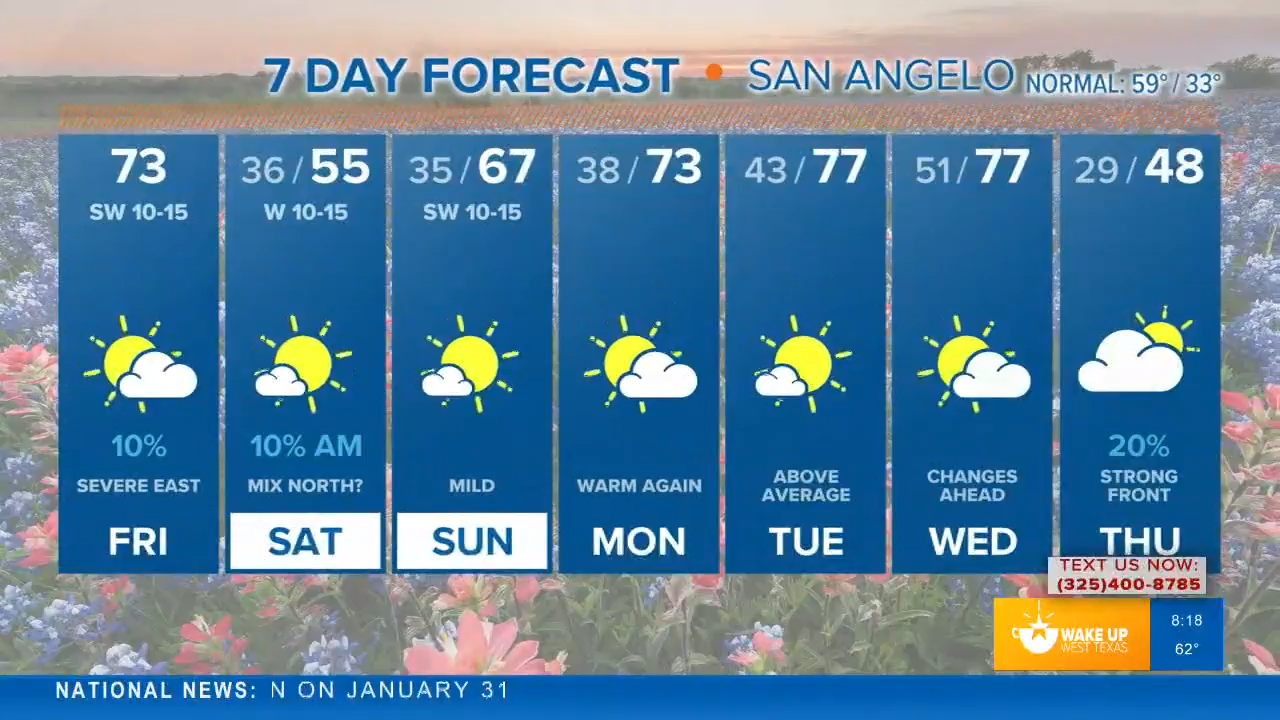 7 DAY FORECAST • SAN ANGELO NORMAL: 59°/33°
73 36/55 35/67 38/73 43/77 51/77 29/48
SW 10-15 W 10-15 SW 10-15
10% 10% AM 20%
SEVERE EAST MIX NORTH? MILD WARM AGAIN ABOVE AVERAGE CHANGES AHEAD STRONG FRONT
FRI SAT SUN MON TUE WED THU
TEXT US NOW:
(325)400-8785
WAKE UP 8:18
WEST TEXAS 62°
NATIONAL NEWS: N ON JANUARY 31